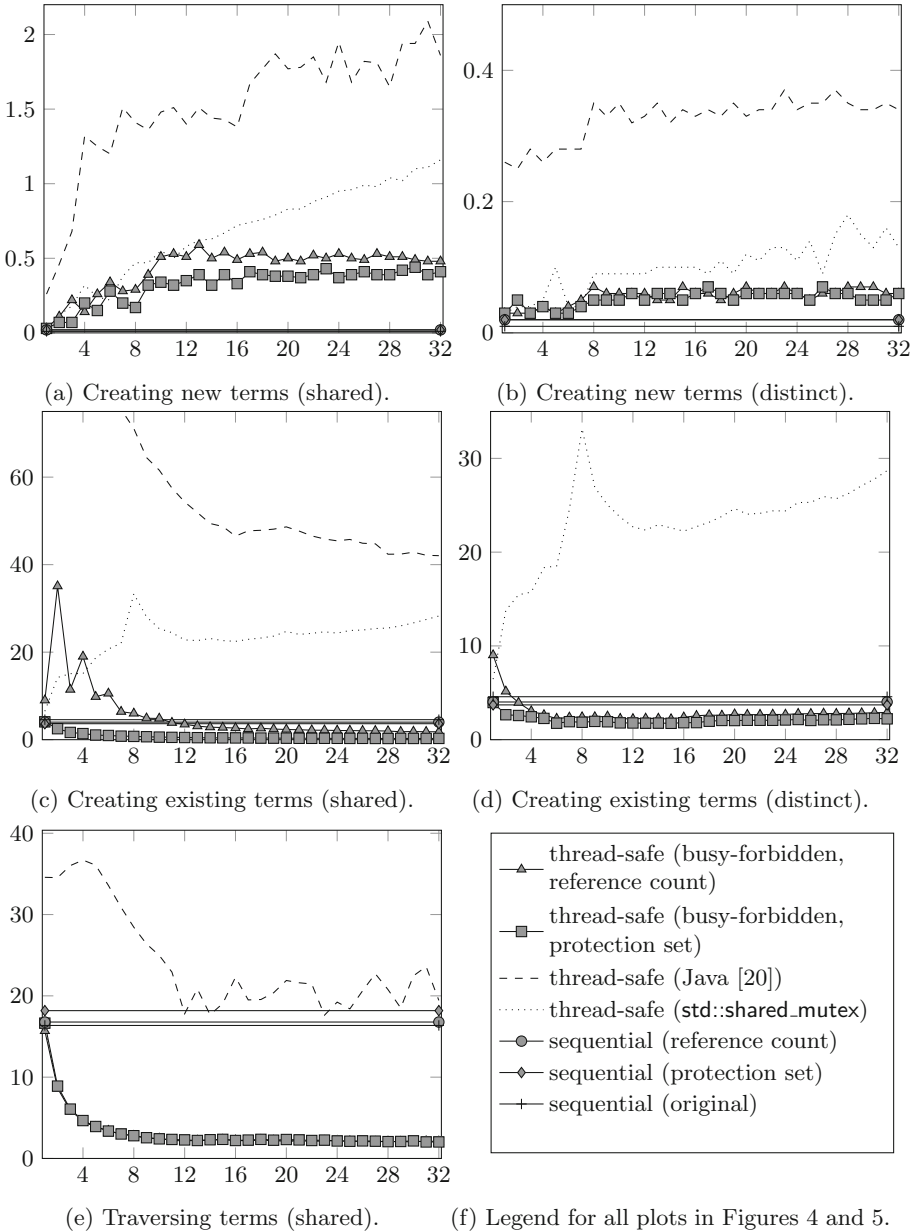 2
1.5
1
0.5
0
4 8 12 16 20 24 28 32
(a) Creating new terms (shared).
0.4
0.2
0
4 8 12 16 20 24 28 32
(b) Creating new terms (distinct).
60
40
20
0
4 8 12 16 20 24 28 32
(c) Creating existing terms (shared).
30
20
10
0
4 8 12 16 20 24 28 32
(d) Creating existing terms (distinct).
40
30
20
10
0
4 8 12 16 20 24 28 32
(e) Traversing terms (shared).
thread-safe (busy-forbidden,
reference count)
thread-safe (busy-forbidden,
protection set)
thread-safe (Java [20])
thread-safe (std::shared_mutex)
sequential (reference count)
sequential (protection set)
sequential (original)
(f) Legend for all plots in Figures 4 and 5.